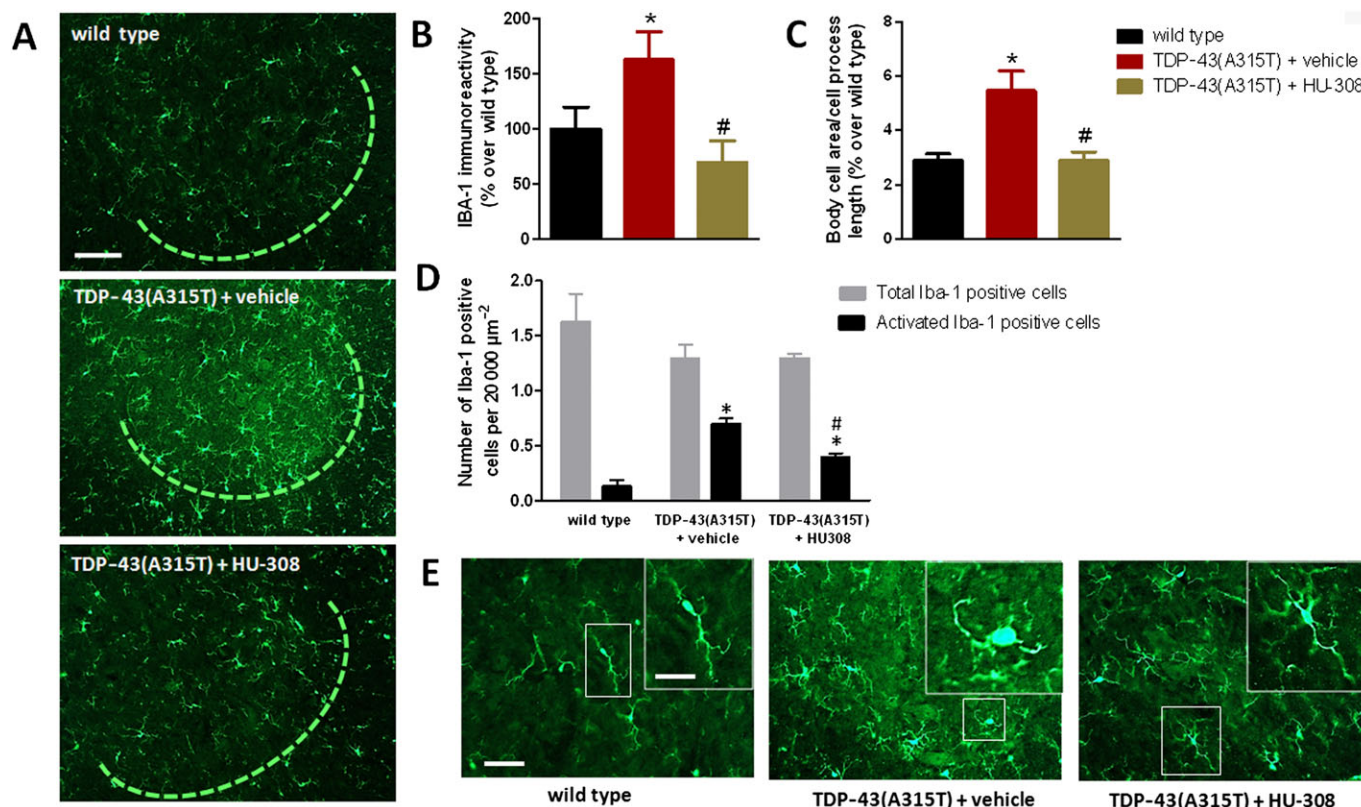 A
wild type
TDP-43(A315T) + vehicle
TDP-43(A315T) + HU-308
B
IBA-1 immunoreactivity
(% over wild type)
200
150
100
50
0
*
#
C
Body cell area/cell process
length (% over wild type)
8
6
4
2
0
*
#
wild type
TDP-43(A315T) + vehicle
TDP-43(A315T) + HU-308
D
Number of Iba-1 positive
cells per 20 000 µm⁻²
2.0
1.5
1.0
0.5
0.0
*
#
*
Total Iba-1 positive cells
Activated Iba-1 positive cells
wild type
TDP-43(A315T)
+ vehicle
TDP-43(A315T)
+ HU308
E
wild type
TDP-43(A315T) + vehicle
TDP-43(A315T) + HU-308